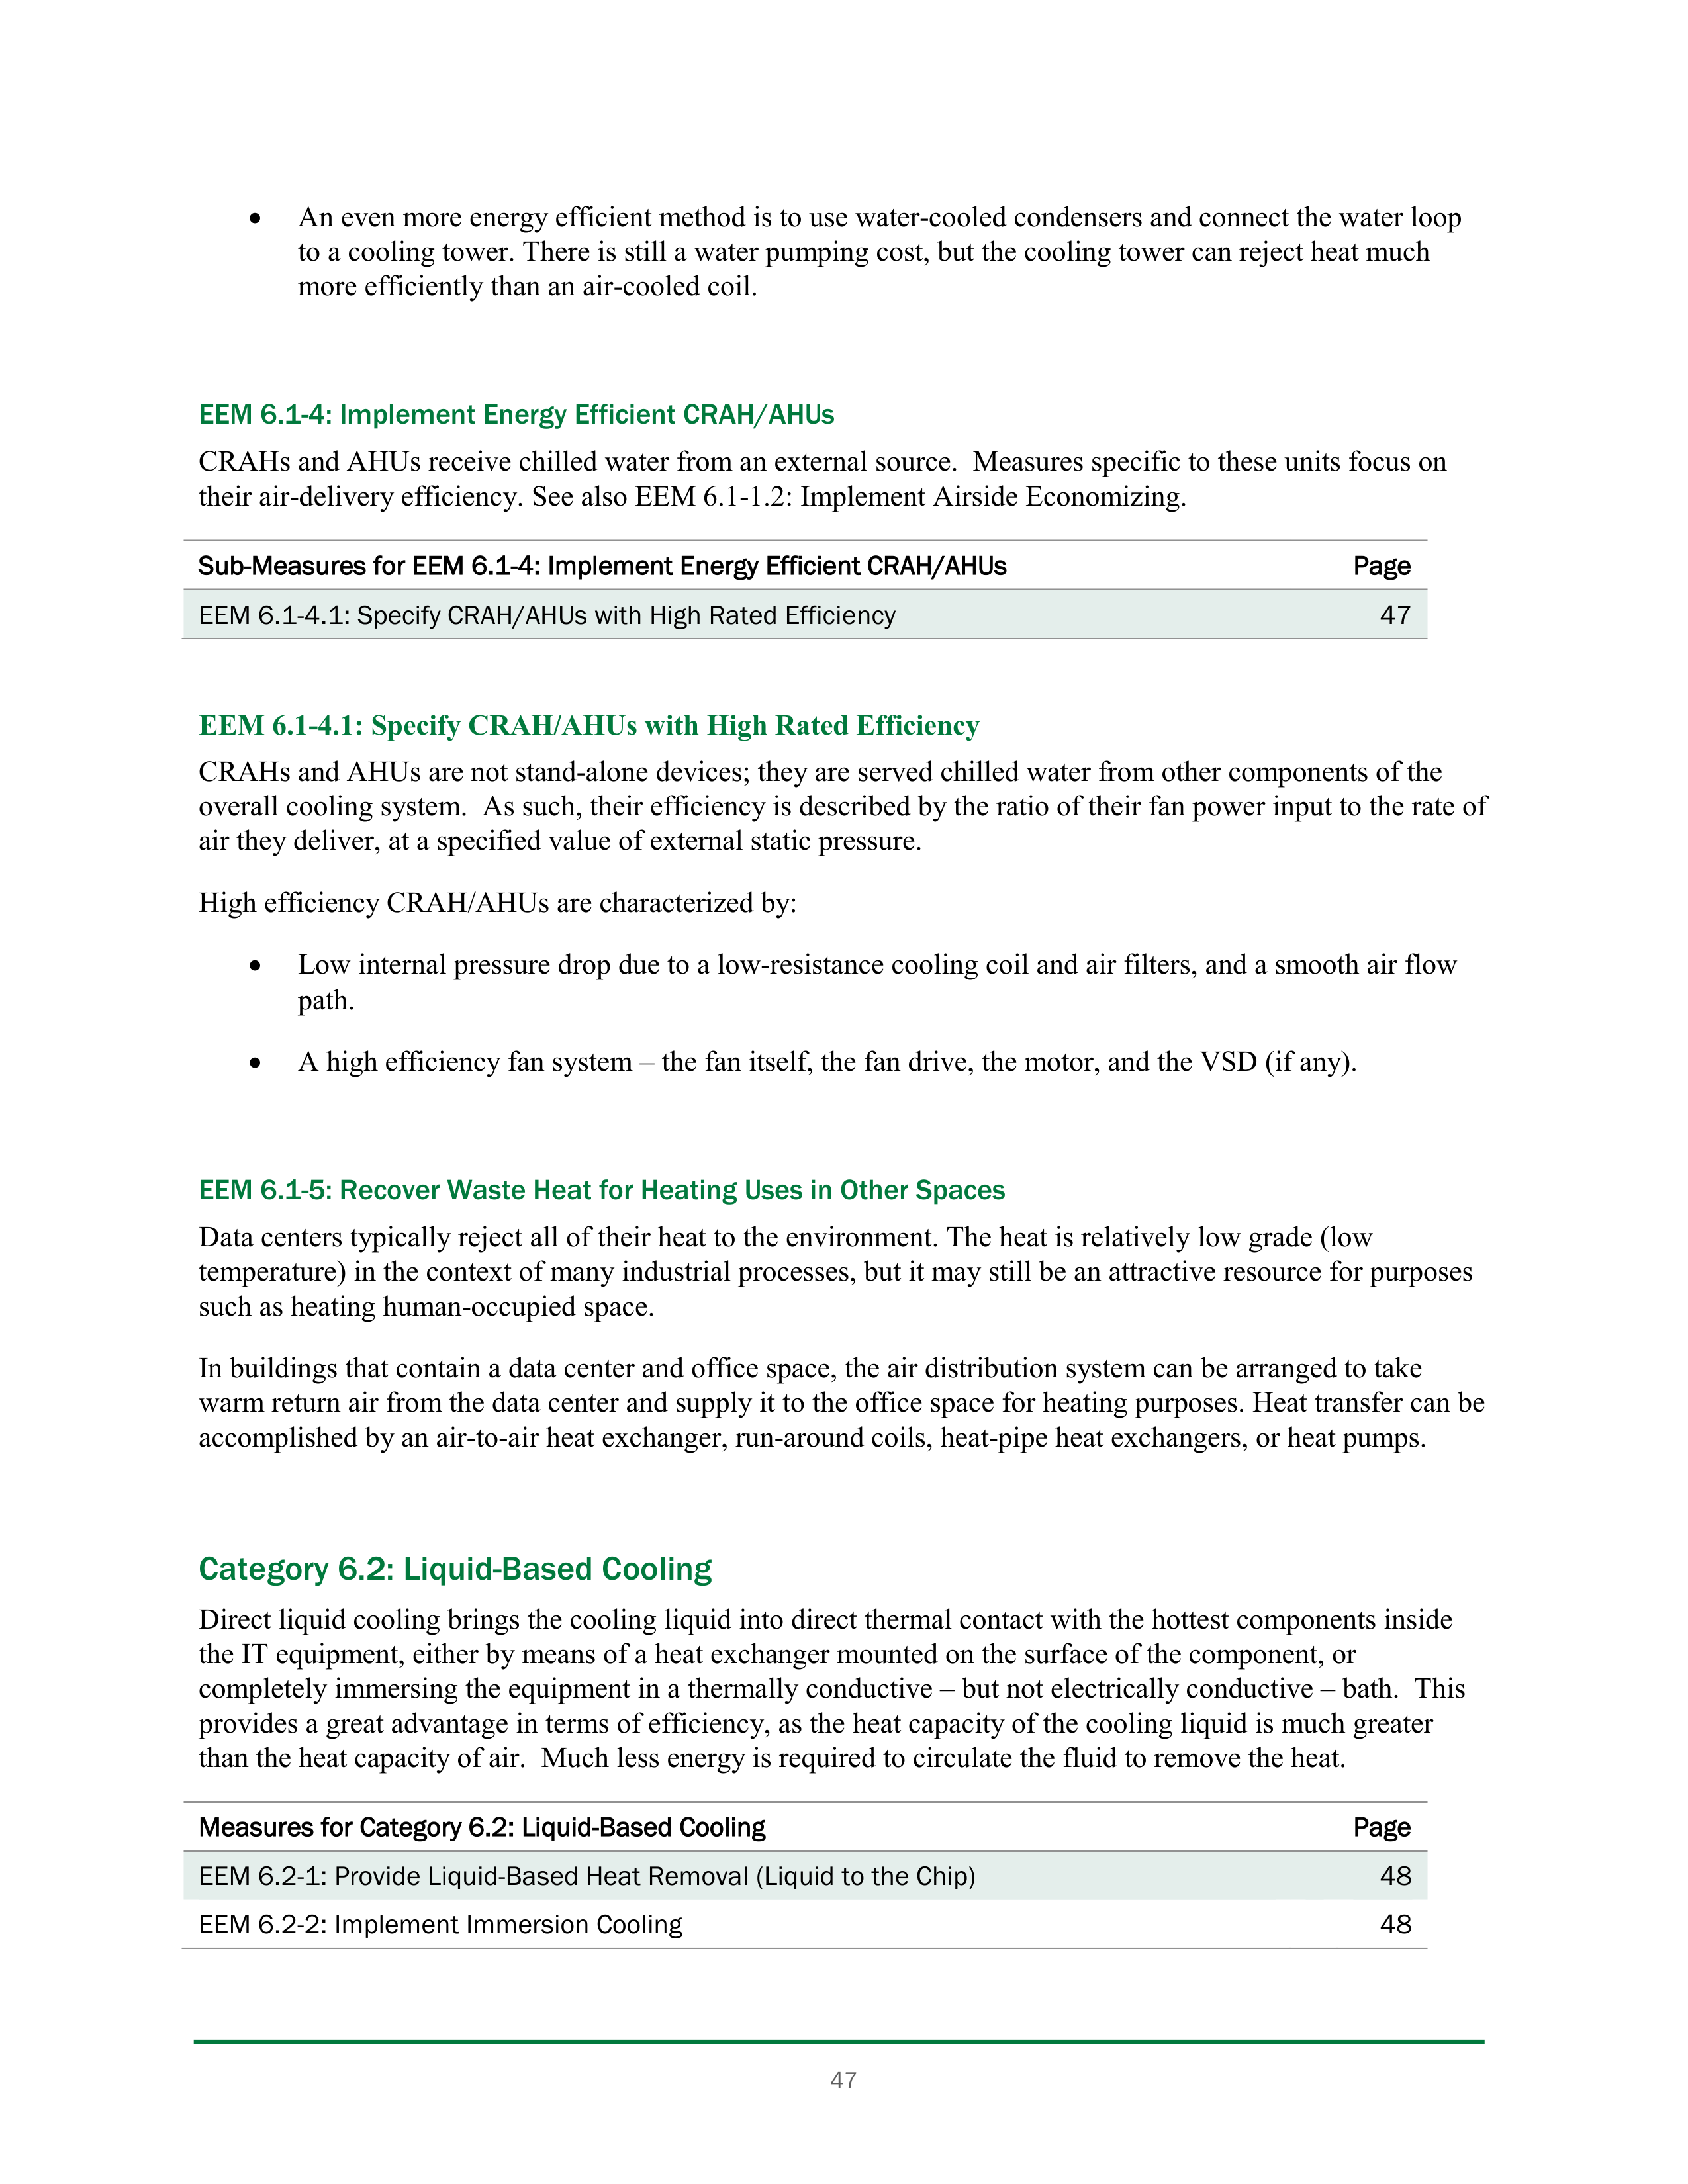 • An even more energy efficient method is to use water-cooled condensers and connect the water loop
to a cooling tower. There is still a water pumping cost, but the cooling tower can reject heat much
more efficiently than an air-cooled coil.
EEM 6.1-4: Implement Energy Efficient CRAH/AHUs
CRAHs and AHUs receive chilled water from an external source.  Measures specific to these units focus on
their air-delivery efficiency. See also EEM 6.1-1.2: Implement Airside Economizing.
Sub-Measures for EEM 6.1-4: Implement Energy Efficient CRAH/AHUs Page
EEM 6.1-4.1: Specify CRAH/AHUs with High Rated Efficiency 47
EEM 6.1-4.1: Specify CRAH/AHUs with High Rated Efficiency
CRAHs and AHUs are not stand-alone devices; they are served chilled water from other components of the
overall cooling system.  As such, their efficiency is described by the ratio of their fan power input to the rate of
air they deliver, at a specified value of external static pressure.
High efficiency CRAH/AHUs are characterized by:
• Low internal pressure drop due to a low-resistance cooling coil and air filters, and a smooth air flow
path.
• A high efficiency fan system – the fan itself, the fan drive, the motor, and the VSD (if any).
EEM 6.1-5: Recover Waste Heat for Heating Uses in Other Spaces
Data centers typically reject all of their heat to the environment. The heat is relatively low grade (low
temperature) in the context of many industrial processes, but it may still be an attractive resource for purposes
such as heating human-occupied space.
In buildings that contain a data center and office space, the air distribution system can be arranged to take
warm return air from the data center and supply it to the office space for heating purposes. Heat transfer can be
accomplished by an air-to-air heat exchanger, run-around coils, heat-pipe heat exchangers, or heat pumps.
Category 6.2: Liquid-Based Cooling
Direct liquid cooling brings the cooling liquid into direct thermal contact with the hottest components inside
the IT equipment, either by means of a heat exchanger mounted on the surface of the component, or
completely immersing the equipment in a thermally conductive – but not electrically conductive – bath.  This
provides a great advantage in terms of efficiency, as the heat capacity of the cooling liquid is much greater
than the heat capacity of air.  Much less energy is required to circulate the fluid to remove the heat.
Measures for Category 6.2: Liquid-Based Cooling Page
EEM 6.2-1: Provide Liquid-Based Heat Removal (Liquid to the Chip) 48
EEM 6.2-2: Implement Immersion Cooling 48
47